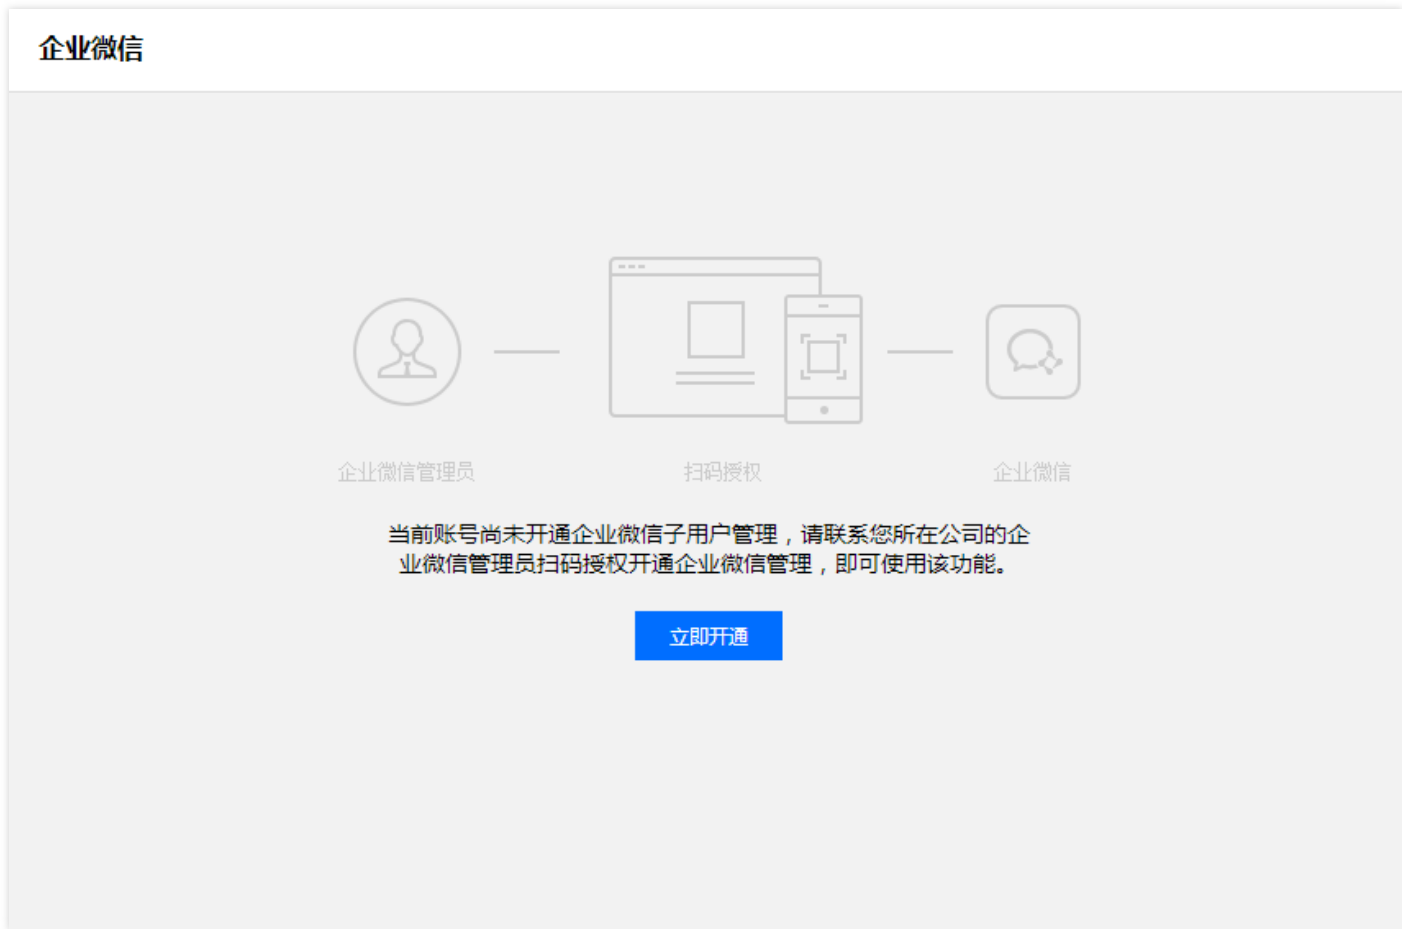 企业微信
企业微信管理员
扫码授权
企业微信
当前账号尚未开通企业微信子用户管理，请联系您所在公司的企
业微信管理员扫码授权开通企业微信管理，即可使用该功能。
立即开通